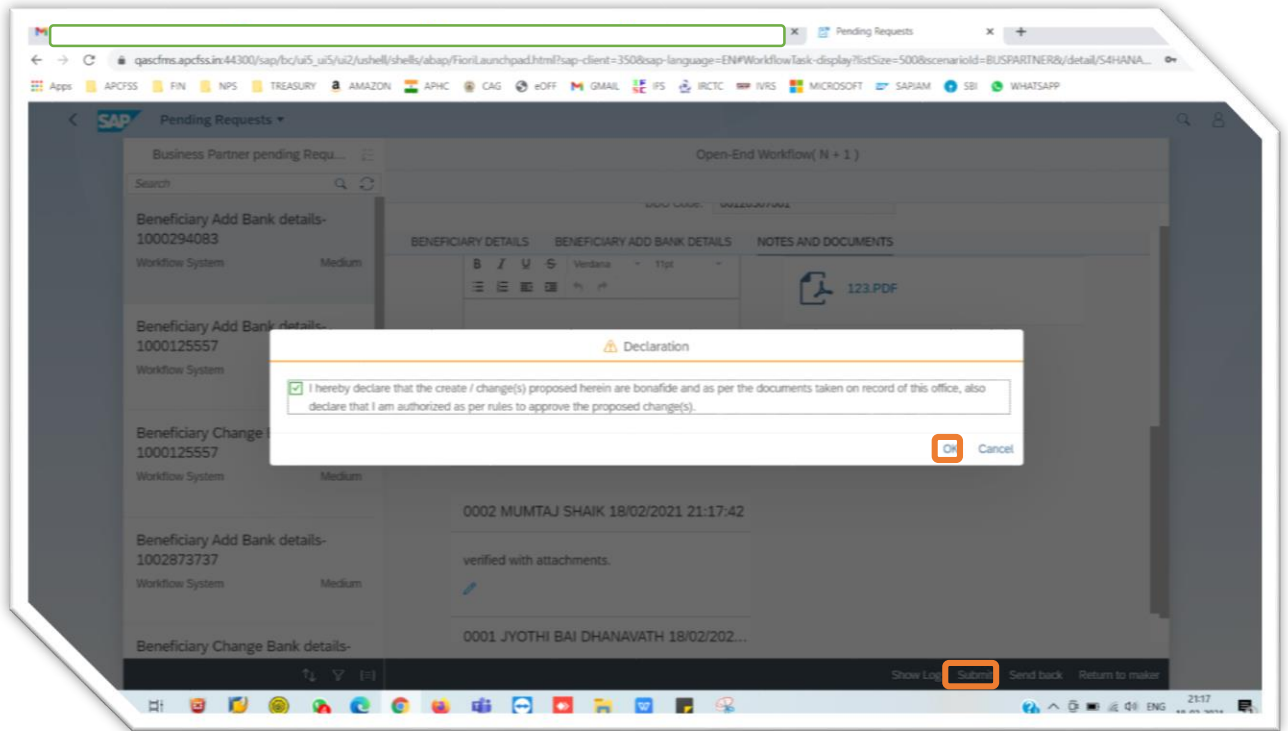 Pending Requests
qascfms.apcfss.in:44300/sap/bc/ui5_ui5/ui2/ushell/shells/abap/FioriLaunchpad.html?sap-client=350&sap-language=EN#WorkflowTask-display?listSize=500&scenarioId=BUSPARTNER&/detail/S4HANA...
Apps APCFSS FIN NPS TREASURY AMAZON APHC CAG eOFF GMAIL IFS IRCTC IVRS MICROSOFT SAPIAM SBI WHATSAPP
SAP Pending Requests
Business Partner pending Requ...
Open-End Workflow( N + 1 )
Search
DDO Code:
Beneficiary Add Bank details-
1000294083
Workflow System Medium
BENEFICIARY DETAILS BENEFICIARY ADD BANK DETAILS NOTES AND DOCUMENTS
B I U S Verdana 11pt
123.PDF
Beneficiary Add Bank details-
1000125557
Workflow System
Declaration
I hereby declare that the create / change(s) proposed herein are bonafide and as per the documents taken on record of this office, also
declare that I am authorized as per rules to approve the proposed change(s).
OK Cancel
Beneficiary Change
1000125557
Workflow System Medium
0002 MUMTAJ SHAIK 18/02/2021 21:17:42
verified with attachments.
Beneficiary Add Bank details-
1002873737
Workflow System Medium
0001 JYOTHI BAI DHANAVATH 18/02/202...
Beneficiary Change Bank details-
Show Log Submit Send back Return to maker
ENG 21:17